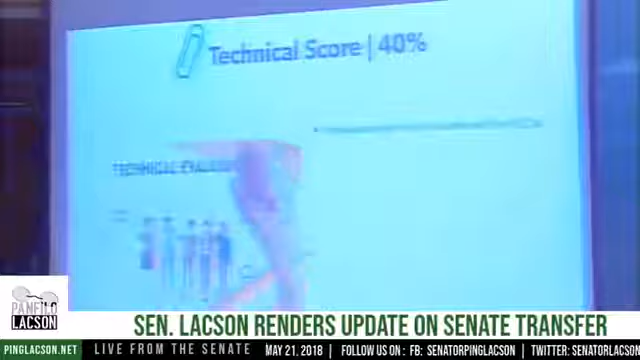 Technical Score | 40%
TECHNICAL
PANFILO
LACSON
SEN. LACSON RENDERS UPDATE ON SENATE TRANSFER
PINGLACSON.NET
LIVE FROM THE SENATE
MAY 21, 2018 | FOLLOW US ON : FB: SENATORPINGLACSON | TWITTER: SENATORLACSON